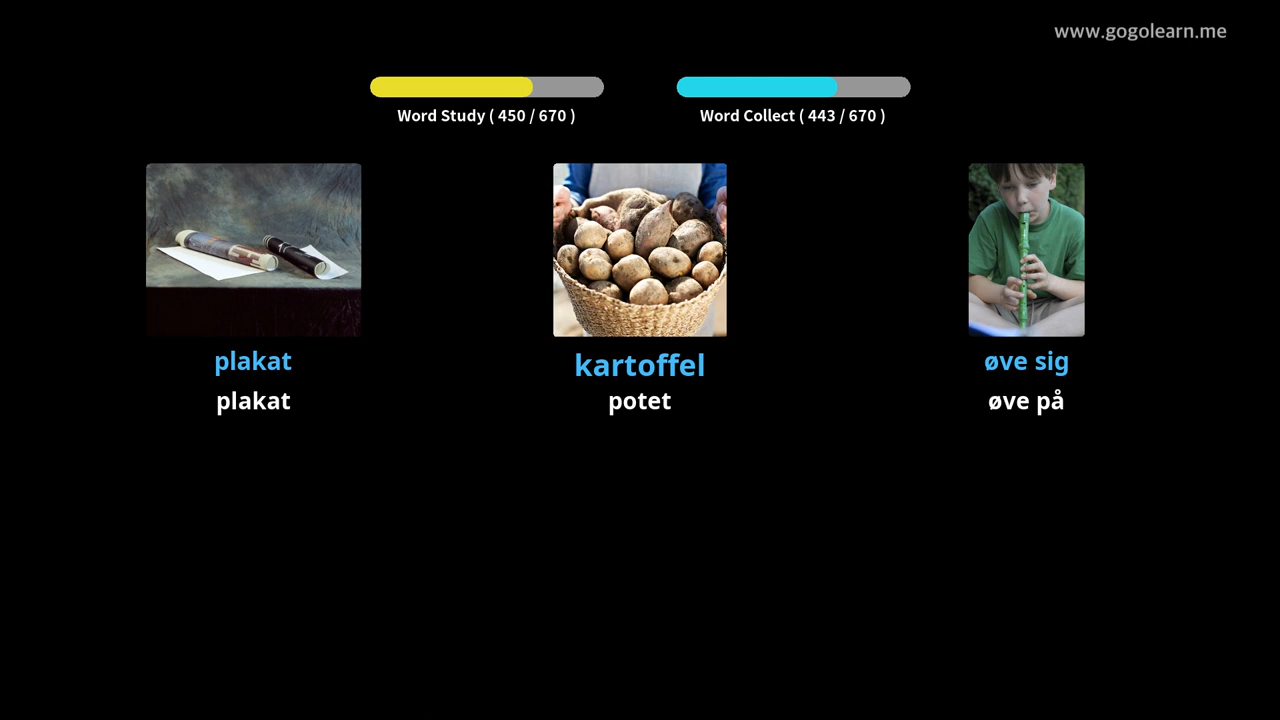 www.gogolearn.me
Word Study ( 450 / 670 )
Word Collect ( 443 / 670 )
plakat
kartoffel
øve sig
plakat
potet
øve på